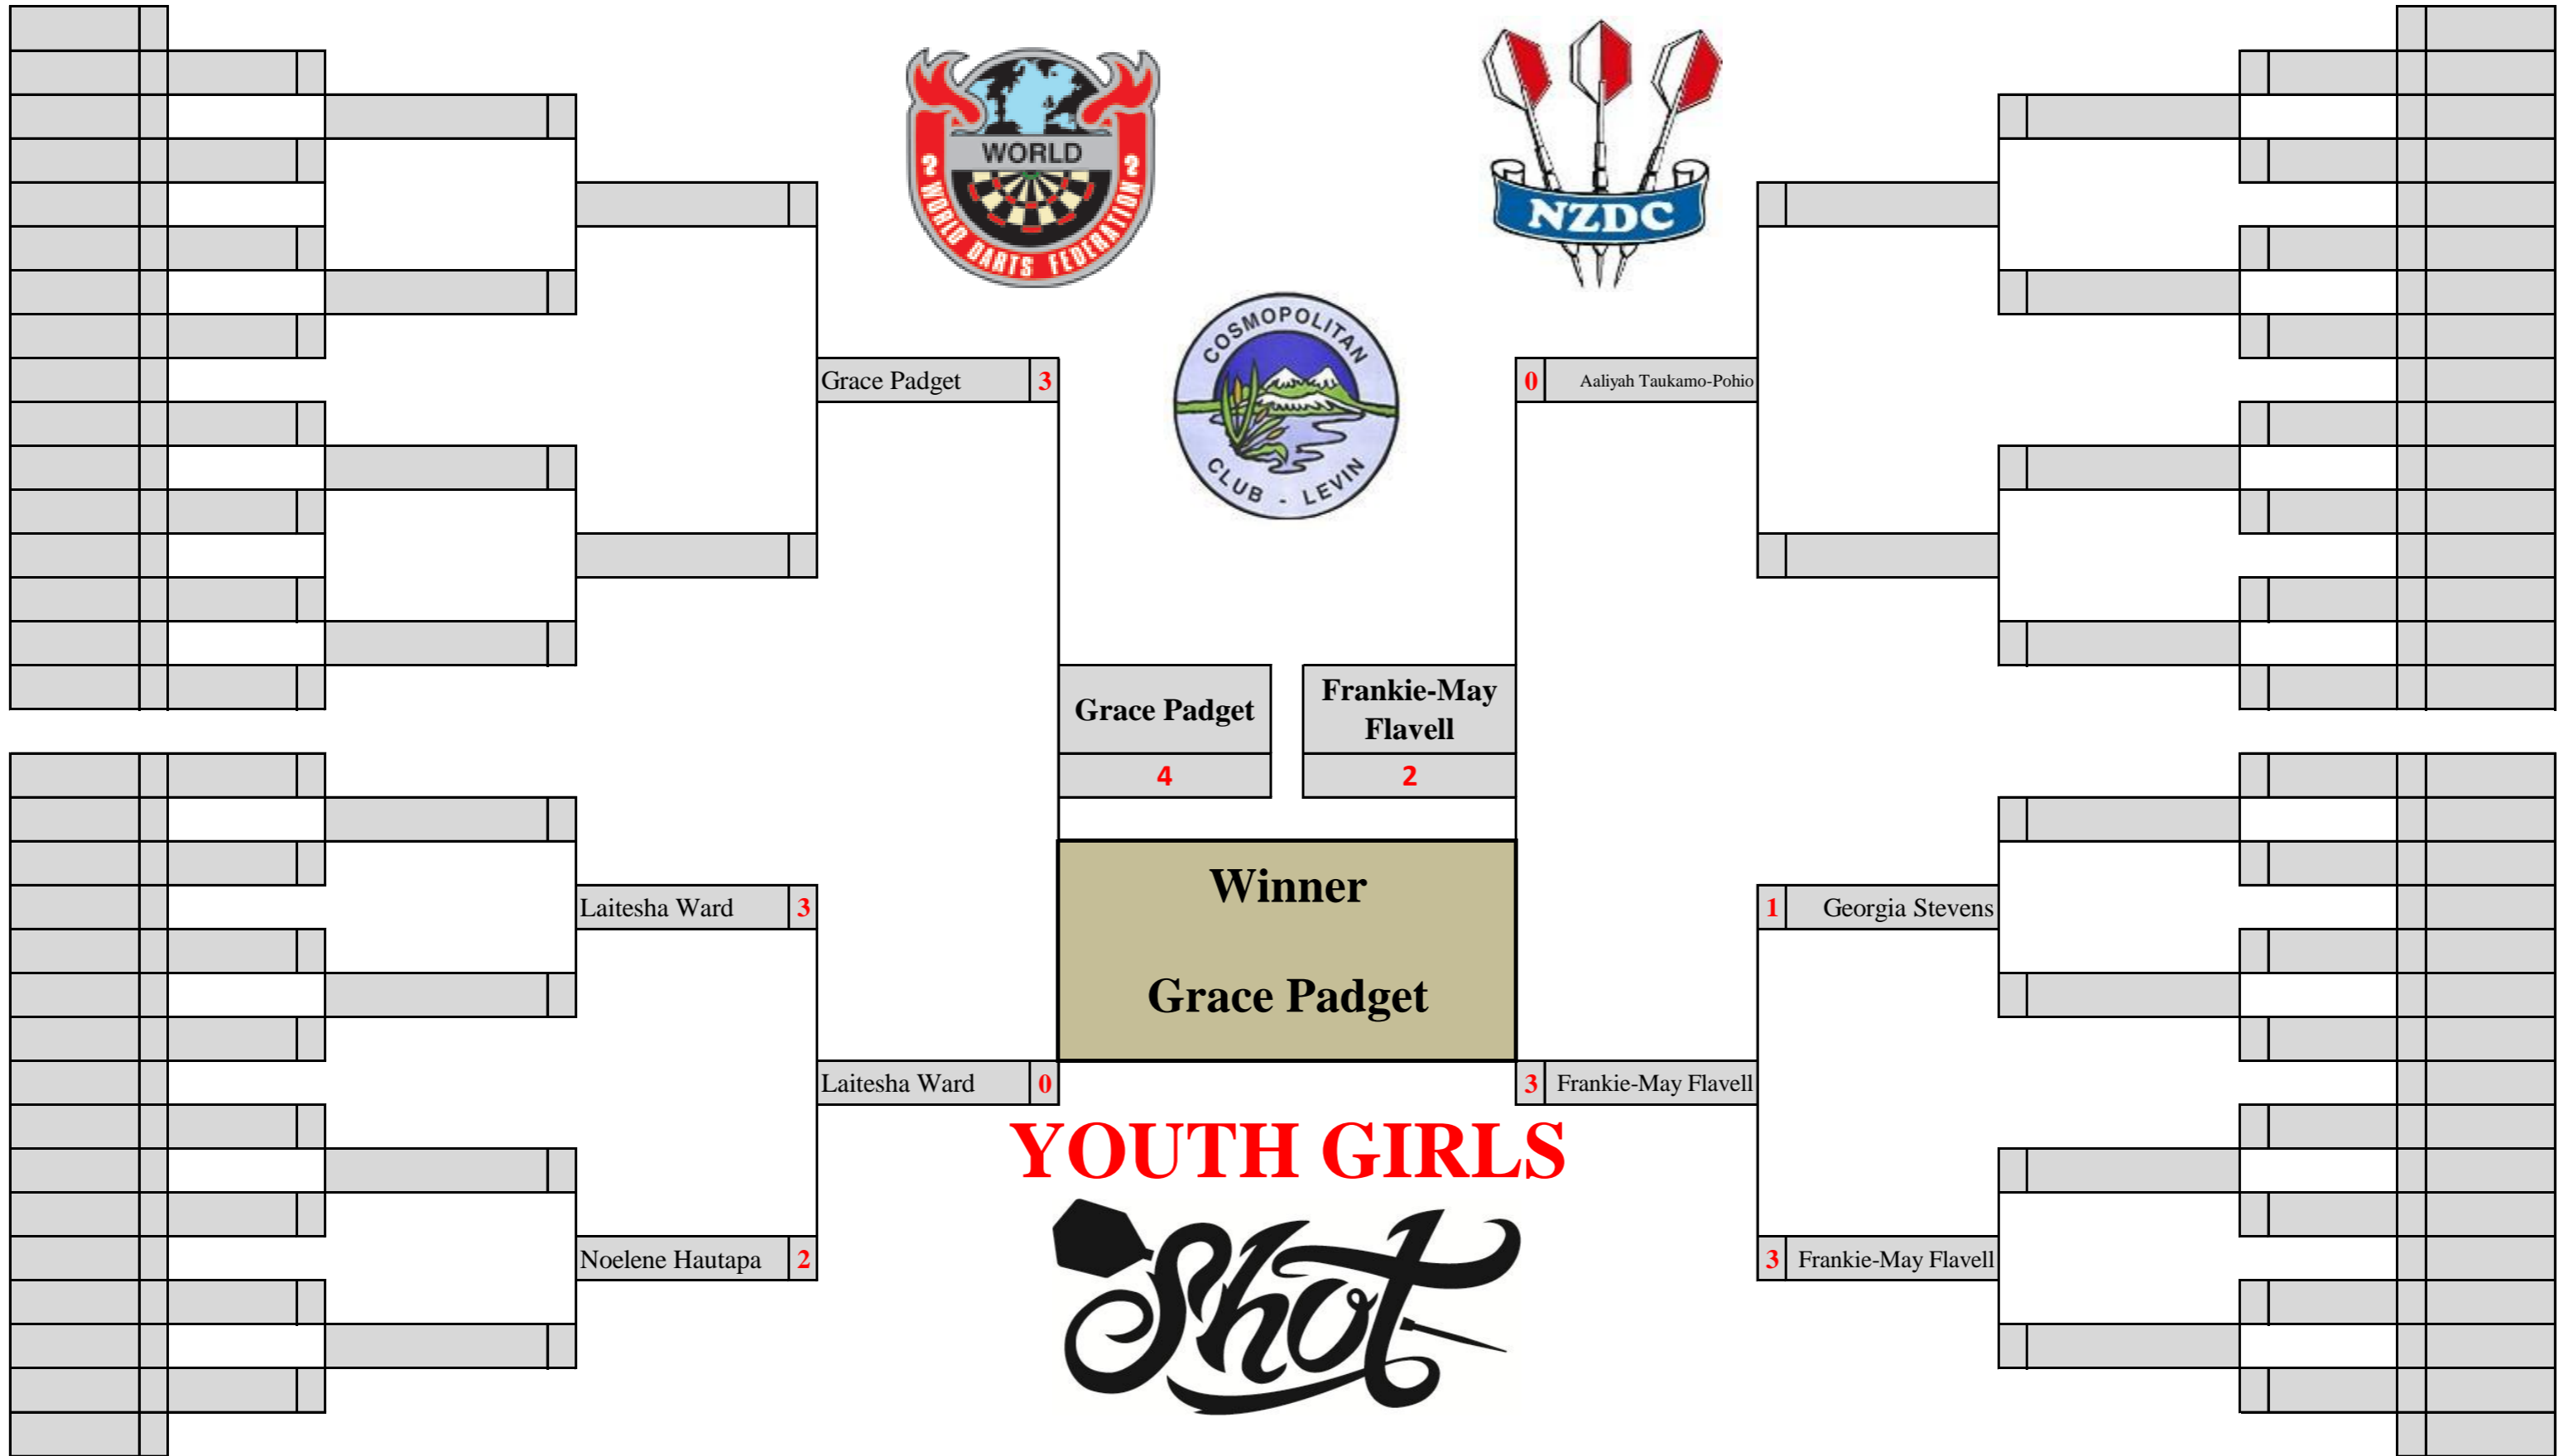 WORLD
2 WORLD DARTS FEDERATION 2
NZDC
COSMOPOLITAN
CLUB - LEVIN
Grace Padget 3
0 Aaliyah Taukamo-Pohio
Grace Padget
4
Frankie-May
Flavell
2
Winner
Grace Padget
Laitesha Ward 3
1 Georgia Stevens
Laitesha Ward 0
3 Frankie-May Flavell
Noelene Hautapa 2
3 Frankie-May Flavell
YOUTH GIRLS
Shot